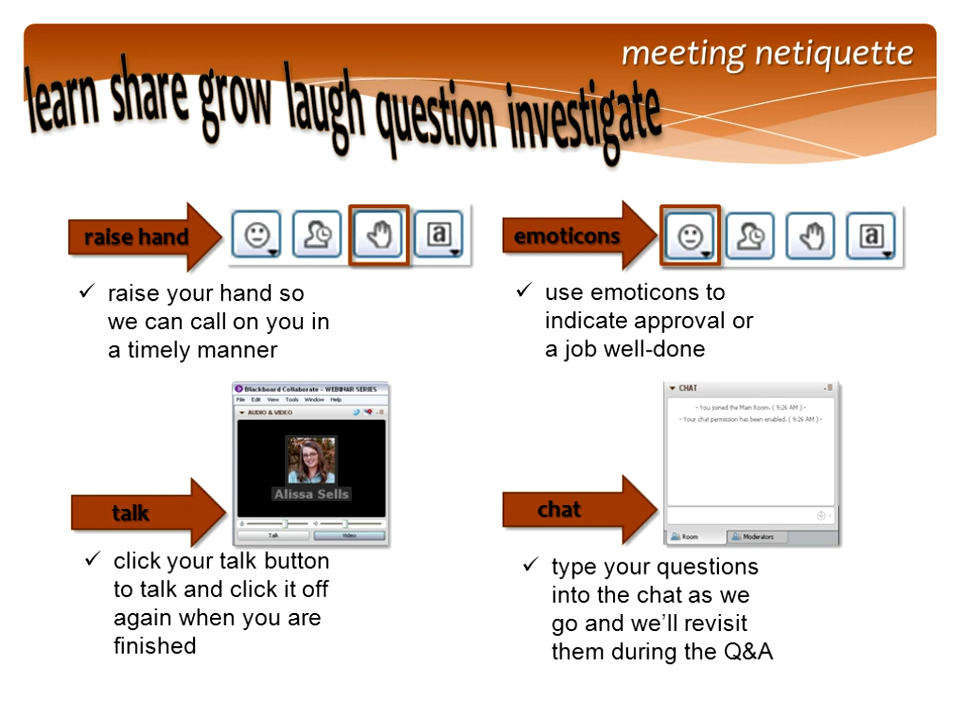 meeting netiquette
learn share grow laugh question investigate
raise hand
a
✓ raise your hand so
we can call on you in
a timely manner
emoticons
a
✓ use emoticons to
indicate approval or
a job well-done
talk
Blackboard Collaborate - WEBINAR SERIES
File Edit View Tools Window Help
AUDIO & VIDEO
Alissa Sells
Talk Video
✓ click your talk button
to talk and click it off
again when you are
finished
chat
CHAT
- You joined the Main Room. ( 9:26 AM ) -
- Your chat permission has been enabled. ( 9:26 AM ) -
Room Moderators
✓ type your questions
into the chat as we
go and we'll revisit
them during the Q&A